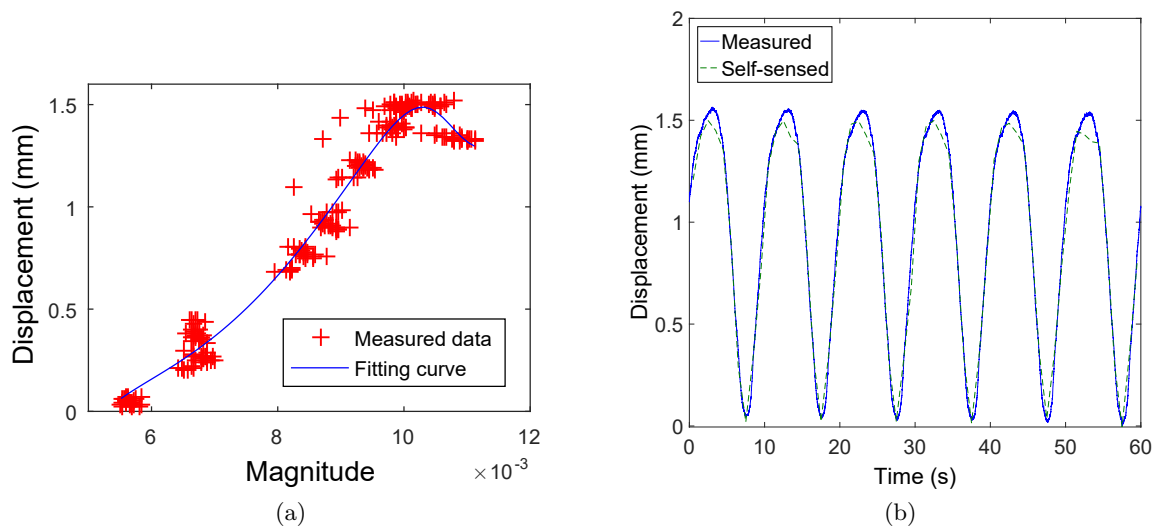 1.5
1
0.5
0
Displacement (mm)
Measured data
Fitting curve
6 8 10 12
Magnitude
×10⁻³
(a)
2
1.5
1
0.5
0
Displacement (mm)
Measured
Self-sensed
0 10 20 30 40 50 60
Time (s)
(b)